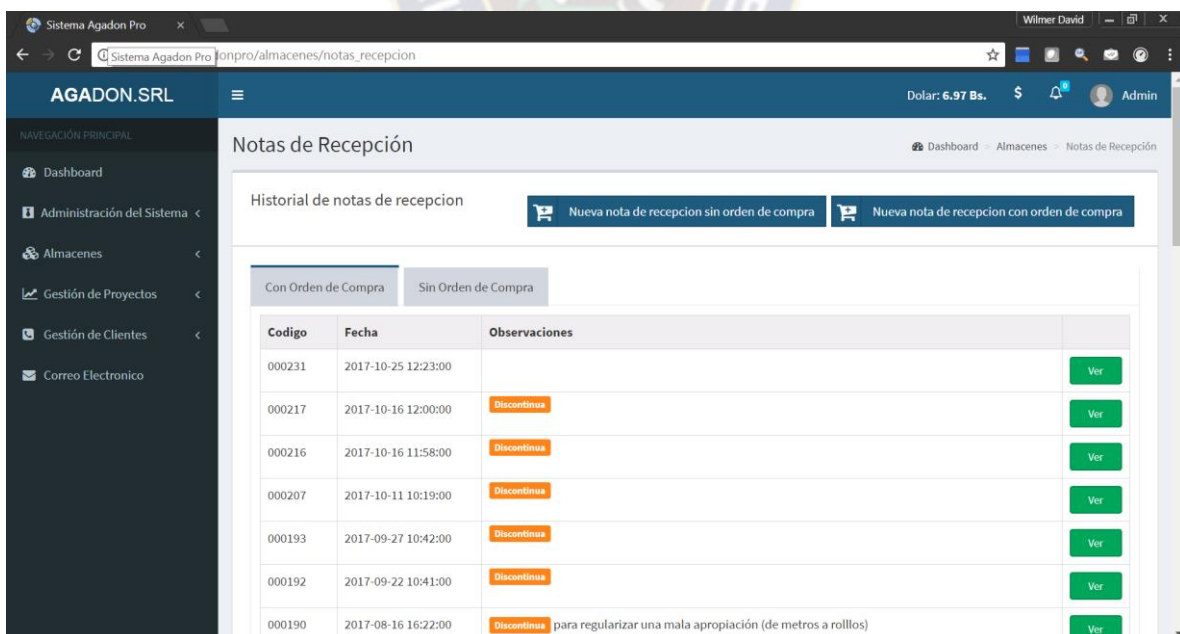 Sistema Agadon Pro
Wilmer David
Sistema Agadon Pro
donpro/almacenes/notas_recepcion
AGADON.SRL
Dolar: 6.97 Bs.
$
0
Admin
NAVEGACIÓN PRINCIPAL
Notas de Recepción
Dashboard > Almacenes > Notas de Recepción
Dashboard
Administración del Sistema
Almacenes
Gestión de Proyectos
Gestión de Clientes
Correo Electronico
Historial de notas de recepcion
Nueva nota de recepcion sin orden de compra
Nueva nota de recepcion con orden de compra
Con Orden de Compra
Sin Orden de Compra
Codigo Fecha Observaciones
000231 2017-10-25 12:23:00 Ver
000217 2017-10-16 12:00:00 Discontinua Ver
000216 2017-10-16 11:58:00 Discontinua Ver
000207 2017-10-11 10:19:00 Discontinua Ver
000193 2017-09-27 10:42:00 Discontinua Ver
000192 2017-09-22 10:41:00 Discontinua Ver
000190 2017-08-16 16:22:00 Discontinua para regularizar una mala apropiación (de metros a rolllos) Ver